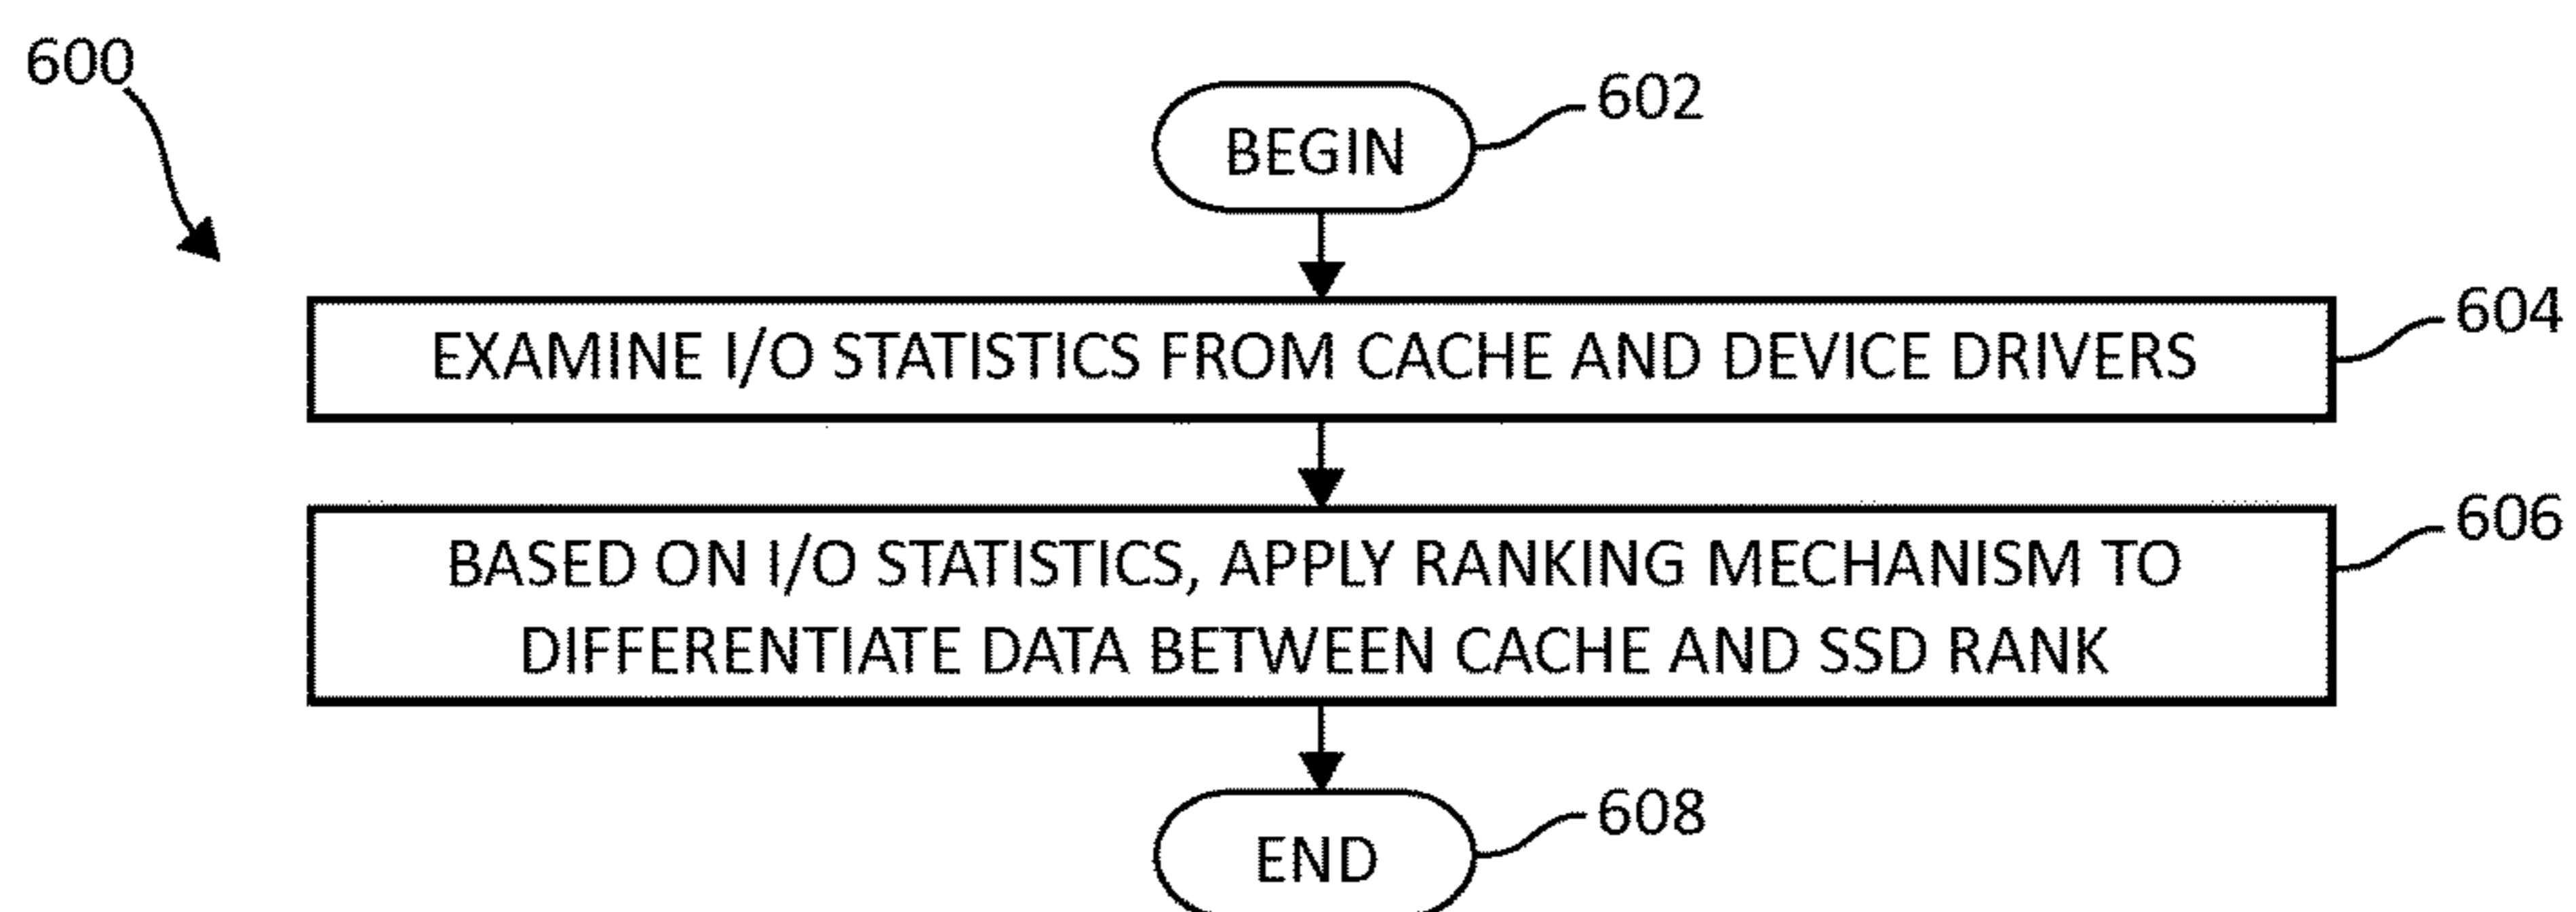 600
BEGIN
602
EXAMINE I/O STATISTICS FROM CACHE AND DEVICE DRIVERS
604
BASED ON I/O STATISTICS, APPLY RANKING MECHANISM TO
DIFFERENTIATE DATA BETWEEN CACHE AND SSD RANK
606
END
608